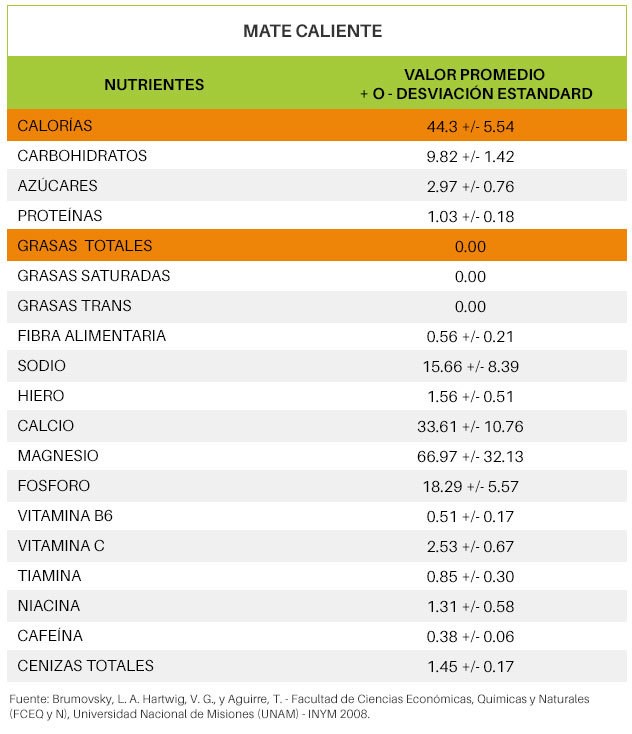 MATE CALIENTE
NUTRIENTES
VALOR PROMEDIO
+ O - DESVIACIÓN ESTANDARD
CALORÍAS 44.3 +/- 5.54
CARBOHIDRATOS 9.82 +/- 1.42
AZÚCARES 2.97 +/- 0.76
PROTEÍNAS 1.03 +/- 0.18
GRASAS TOTALES 0.00
GRASAS SATURADAS 0.00
GRASAS TRANS 0.00
FIBRA ALIMENTARIA 0.56 +/- 0.21
SODIO 15.66 +/- 8.39
HIERO 1.56 +/- 0.51
CALCIO 33.61 +/- 10.76
MAGNESIO 66.97 +/- 32.13
FOSFORO 18.29 +/- 5.57
VITAMINA B6 0.51 +/- 0.17
VITAMINA C 2.53 +/- 0.67
TIAMINA 0.85 +/- 0.30
NIACINA 1.31 +/- 0.58
CAFEÍNA 0.38 +/- 0.06
CENIZAS TOTALES 1.45 +/- 0.17
Fuente: Brumovsky, L. A. Hartwig, V. G., y Aguirre, T. - Facultad de Ciencias Económicas, Químicas y Naturales
(FCEQ y N), Universidad Nacional de Misiones (UNAM) - INYM 2008.